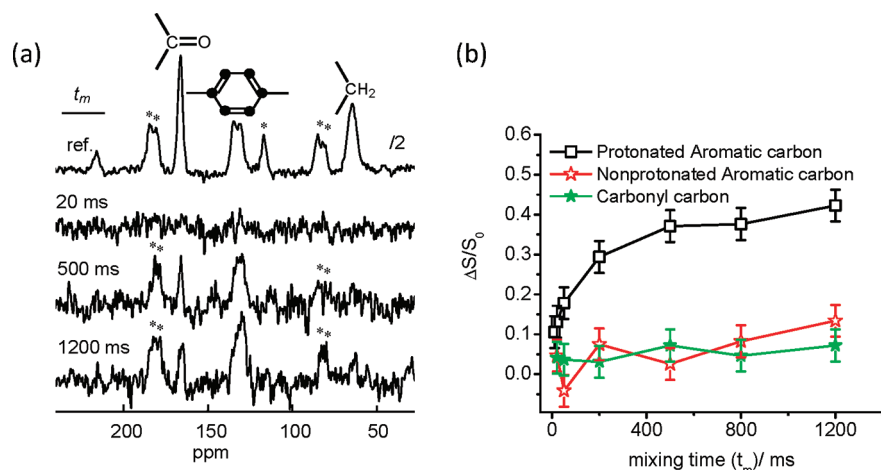 (a)
C=O
CH2
tm
ref.
* *
*
* *
/2
20 ms
500 ms
* *
* *
1200 ms
* *
* *
200
150
100
50
ppm
(b)
0.6
0.5
0.4
0.3
0.2
0.1
0.0
ΔS/S0
Protonated Aromatic carbon
Nonprotonated Aromatic carbon
Carbonyl carbon
0
400
800
1200
mixing time (tm)/ ms